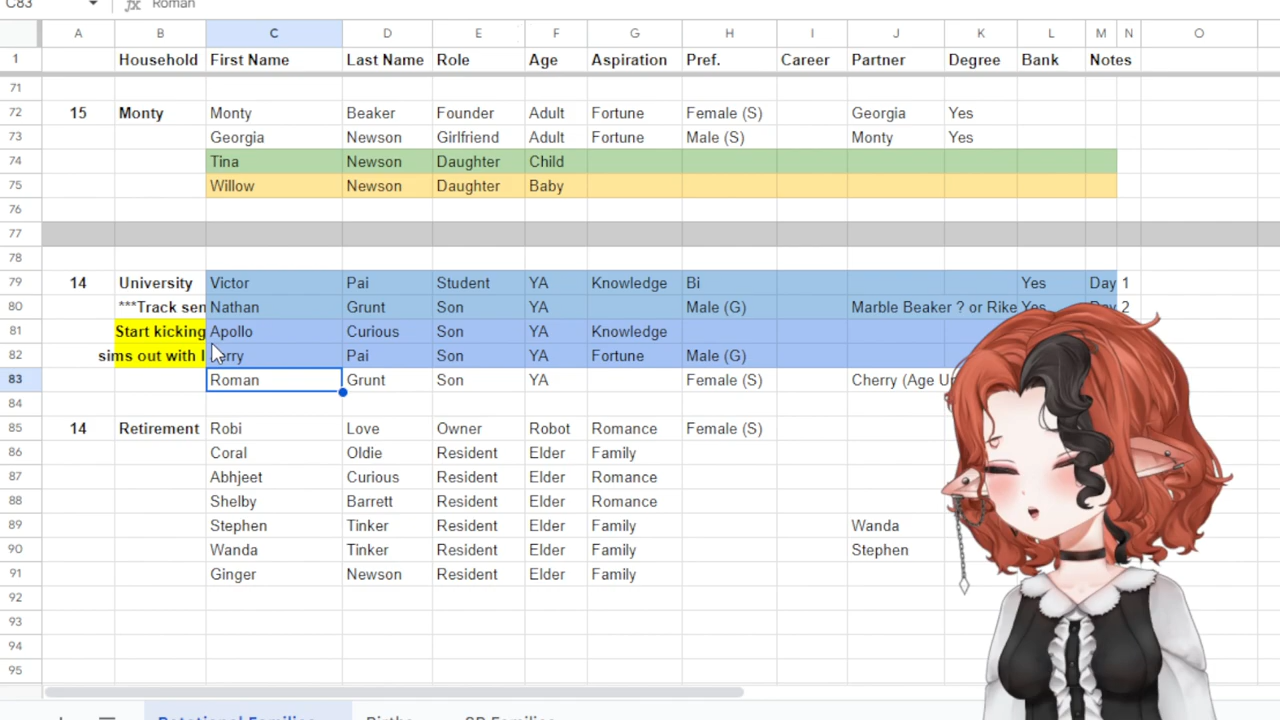 C83 fx Roman
A B C D E F G H I J K L M N O
1 Household First Name Last Name Role Age Aspiration Pref. Career Partner Degree Bank Notes
71
72 15 Monty Monty Beaker Founder Adult Fortune Female (S) Georgia Yes
73 Georgia Newson Girlfriend Adult Fortune Male (S) Monty Yes
74 Tina Newson Daughter Child
75 Willow Newson Daughter Baby
76
77
78
79 14 University Victor Pai Student YA Knowledge Bi Yes Day 1
80 ***Track sen Nathan Grunt Son YA Male (G) Marble Beaker ? or Rike Yes Day 2
81 Start kicking Apollo Curious Son YA Knowledge
82 sims out with erry Pai Son YA Fortune Male (G)
83 Roman Grunt Son YA Female (S) Cherry (Age
84
85 14 Retirement Robi Love Owner Robot Romance Female (S)
86 Coral Oldie Resident Elder Family
87 Abhjeet Curious Resident Elder Romance
88 Shelby Barrett Resident Elder Romance
89 Stephen Tinker Resident Elder Family Wanda
90 Wanda Tinker Resident Elder Family Stephen
91 Ginger Newson Resident Elder Family
92
93
94
95
Rotational Families Births